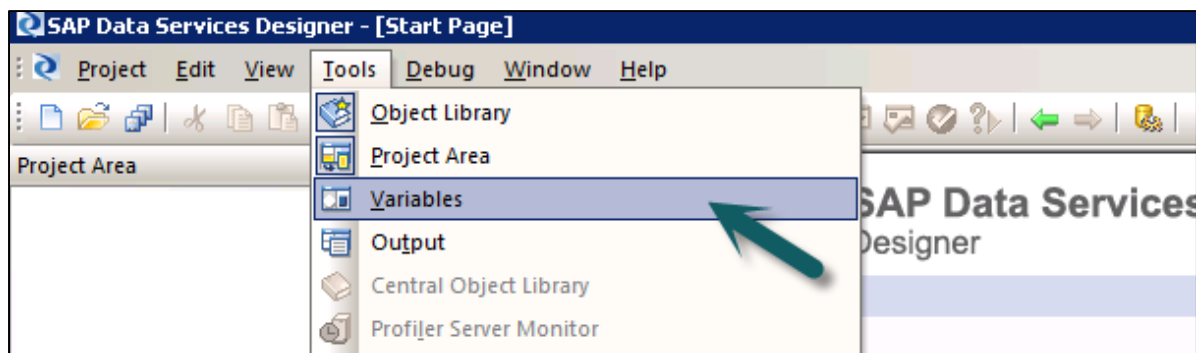 SAP Data Services Designer - [Start Page]
Project Edit View Tools Debug Window Help
Object Library
Project Area
Project Area
Variables
SAP Data Services
Output
Designer
Central Object Library
Profiler Server Monitor